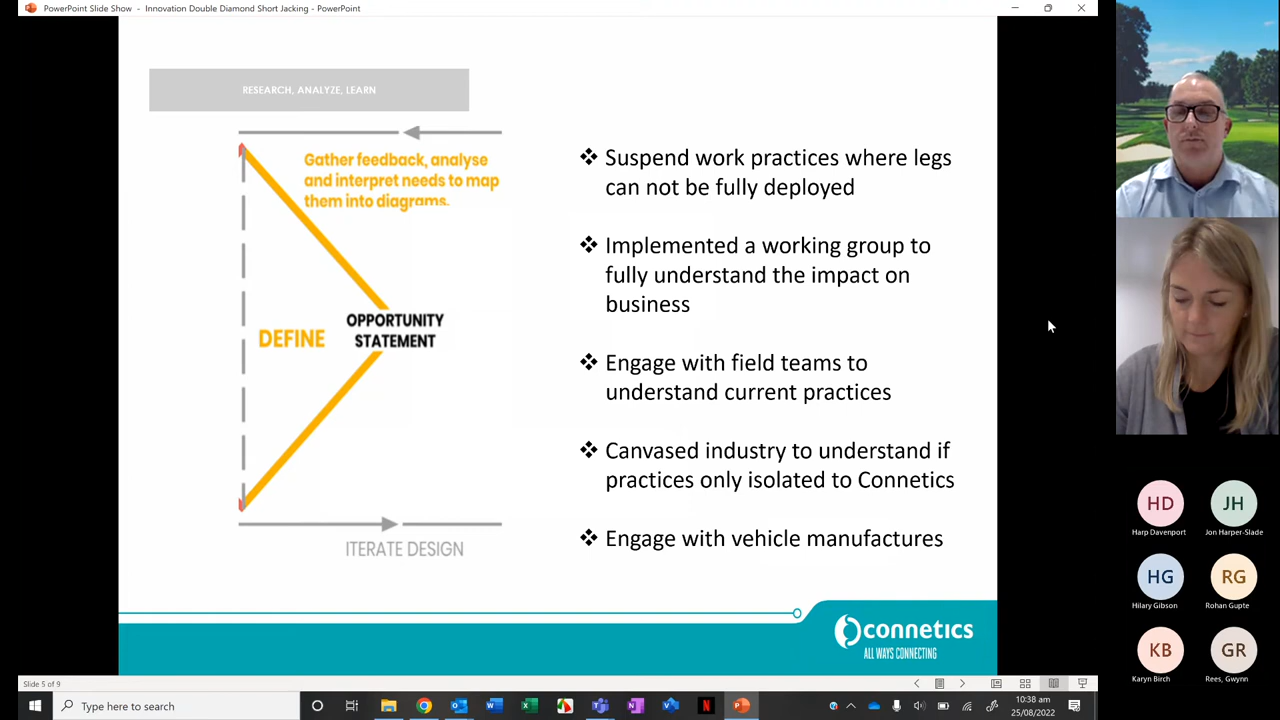 PowerPoint Slide Show - Innovation Double Diamond Short Jacking - PowerPoint
RESEARCH, ANALYZE, LEARN
Gather feedback, analyse
and interpret needs to map
them into diagrams.
DEFINE
OPPORTUNITY
STATEMENT
ITERATE DESIGN
❖ Suspend work practices where legs
can not be fully deployed
❖ Implemented a working group to
fully understand the impact on
business
❖ Engage with field teams to
understand current practices
❖ Canvased industry to understand if
practices only isolated to Connetics
❖ Engage with vehicle manufactures
connetics
ALL WAYS CONNECTING
HD
JH
Harp Davenport
Jon Harper-Slade
HG
RG
Hilary Gibson
Rohan Gupte
KB
GR
Karyn Birch
Rees, Gwynn
Slide 5 of 9
Type here to search
10:38 am
25/08/2022